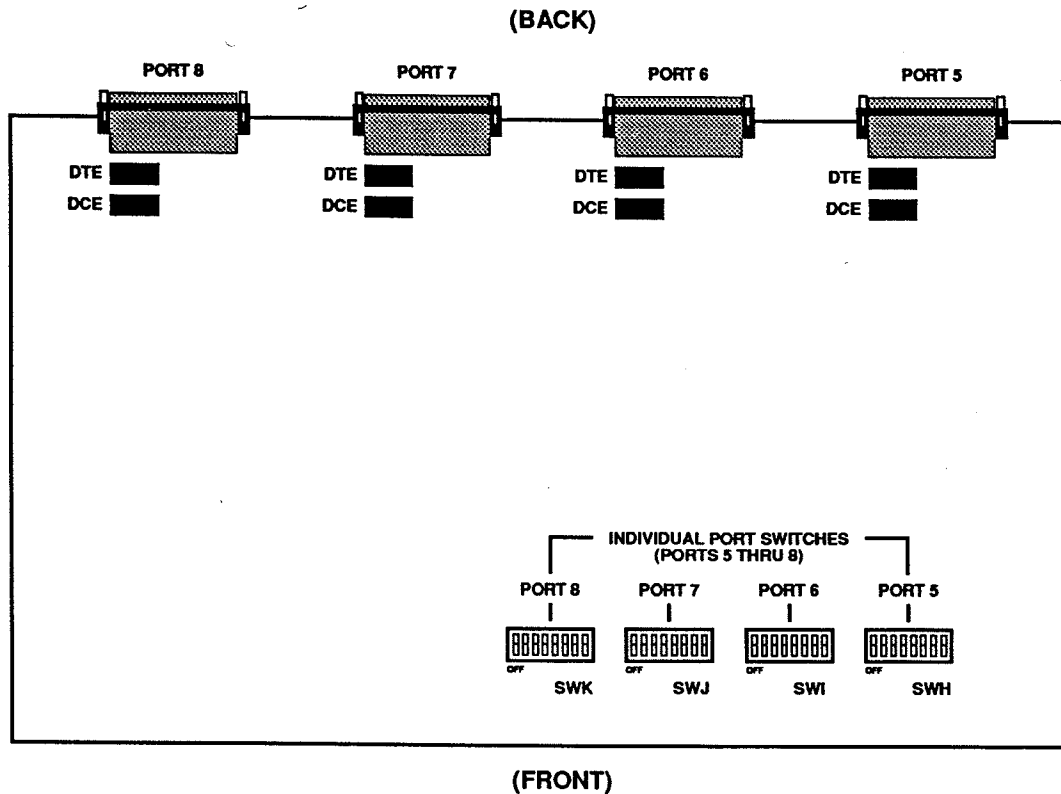 (BACK)
PORT 8 PORT 7 PORT 6 PORT 5
DTE DTE DTE DTE
DCE DCE DCE DCE
INDIVIDUAL PORT SWITCHES
(PORTS 5 THRU 8)
PORT 8 PORT 7 PORT 6 PORT 5
OFF OFF OFF OFF
SWK SWJ SWI SWH
(FRONT)